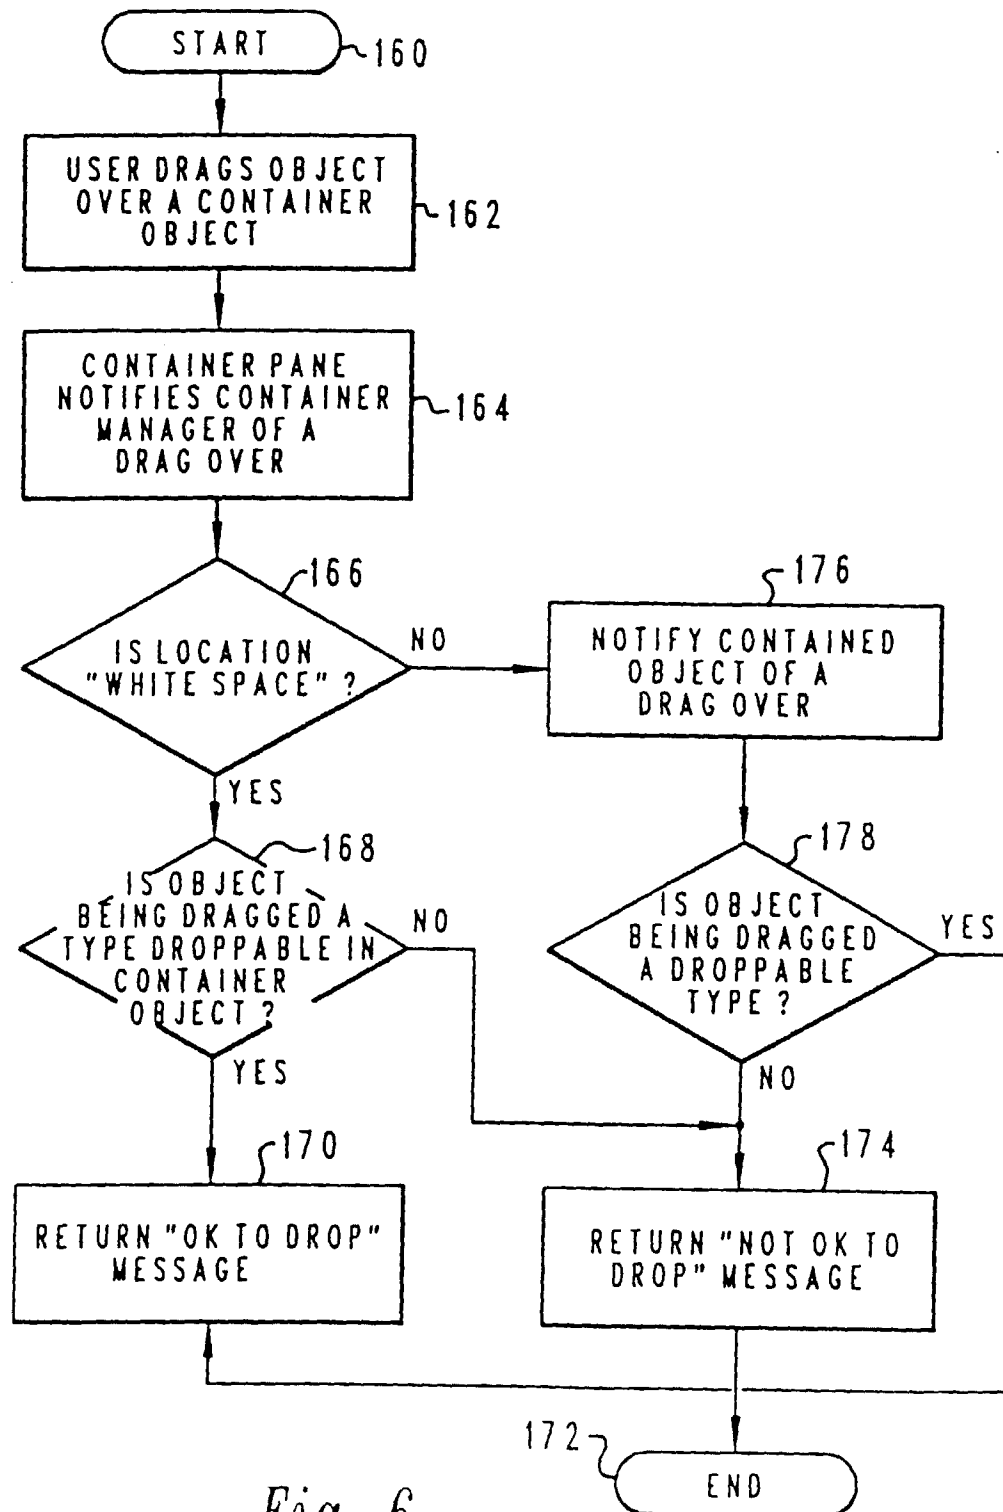 START
160
USER DRAGS OBJECT
OVER A CONTAINER
OBJECT
162
CONTAINER PANE
NOTIFIES CONTAINER
MANAGER OF A
DRAG OVER
164
166
IS LOCATION
"WHITE SPACE" ?
NO
YES
176
NOTIFY CONTAINED
OBJECT OF A
DRAG OVER
168
IS OBJECT
BEING DRAGGED A
TYPE DROPPABLE IN
CONTAINER
OBJECT ?
NO
YES
178
IS OBJECT
BEING DRAGGED
A DROPPABLE
TYPE ?
YES
NO
170
RETURN "OK TO DROP"
MESSAGE
174
RETURN "NOT OK TO
DROP" MESSAGE
172
END
Fig. 6